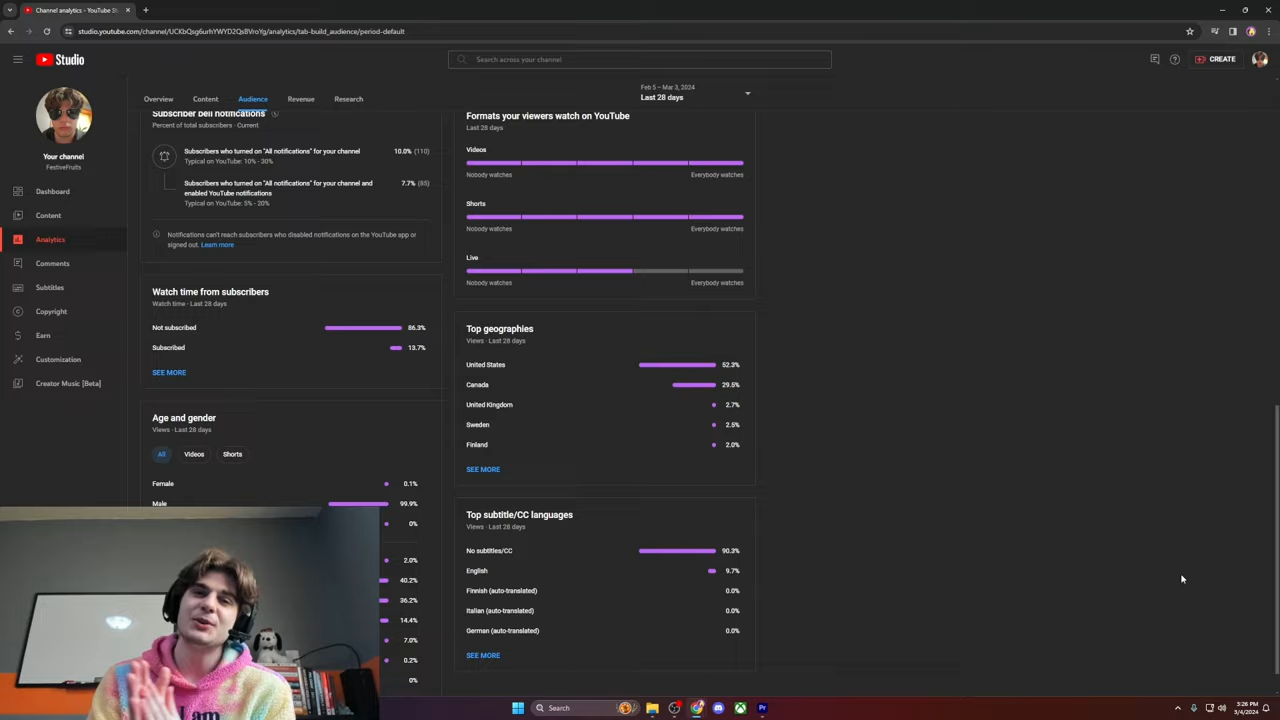 Channel analytics - YouTube St
studio.youtube.com/channel/UCKbQsg6urhYWYD2Qs8VroYg/analytics/tab-build_audience/period-default
Studio
Search across your channel
CREATE
Your channel
FestiveFruits
Dashboard
Content
Analytics
Comments
Subtitles
Copyright
Earn
Customization
Creator Music [Beta]
Overview
Content
Audience
Revenue
Research
Feb 5 – Mar 3, 2024
Last 28 days
Subscriber bell notifications
Percent of total subscribers · Current
Subscribers who turned on "All notifications" for your channel 10.0% (110)
Typical on YouTube: 10% - 30%
Subscribers who turned on "All notifications" for your channel and 7.7% (85)
enabled YouTube notifications
Typical on YouTube: 5% - 20%
Notifications can't reach subscribers who disabled notifications on the YouTube app or
signed out. Learn more
Watch time from subscribers
Watch time · Last 28 days
Not subscribed 86.3%
Subscribed 13.7%
SEE MORE
Age and gender
Views · Last 28 days
All Videos Shorts
Female 0.1%
Male 99.9%
0%
2.0%
40.2%
36.2%
14.4%
7.0%
0.2%
0%
Formats your viewers watch on YouTube
Last 28 days
Videos
Nobody watches Everybody watches
Shorts
Nobody watches Everybody watches
Live
Nobody watches Everybody watches
Top geographies
Views · Last 28 days
United States 52.3%
Canada 29.5%
United Kingdom 2.7%
Sweden 2.5%
Finland 2.0%
SEE MORE
Top subtitle/CC languages
Views · Last 28 days
No subtitles/CC 90.3%
English 9.7%
Finnish (auto-translated) 0.0%
Italian (auto-translated) 0.0%
German (auto-translated) 0.0%
SEE MORE
I am
Search
Pr
3:26 PM
3/4/2024